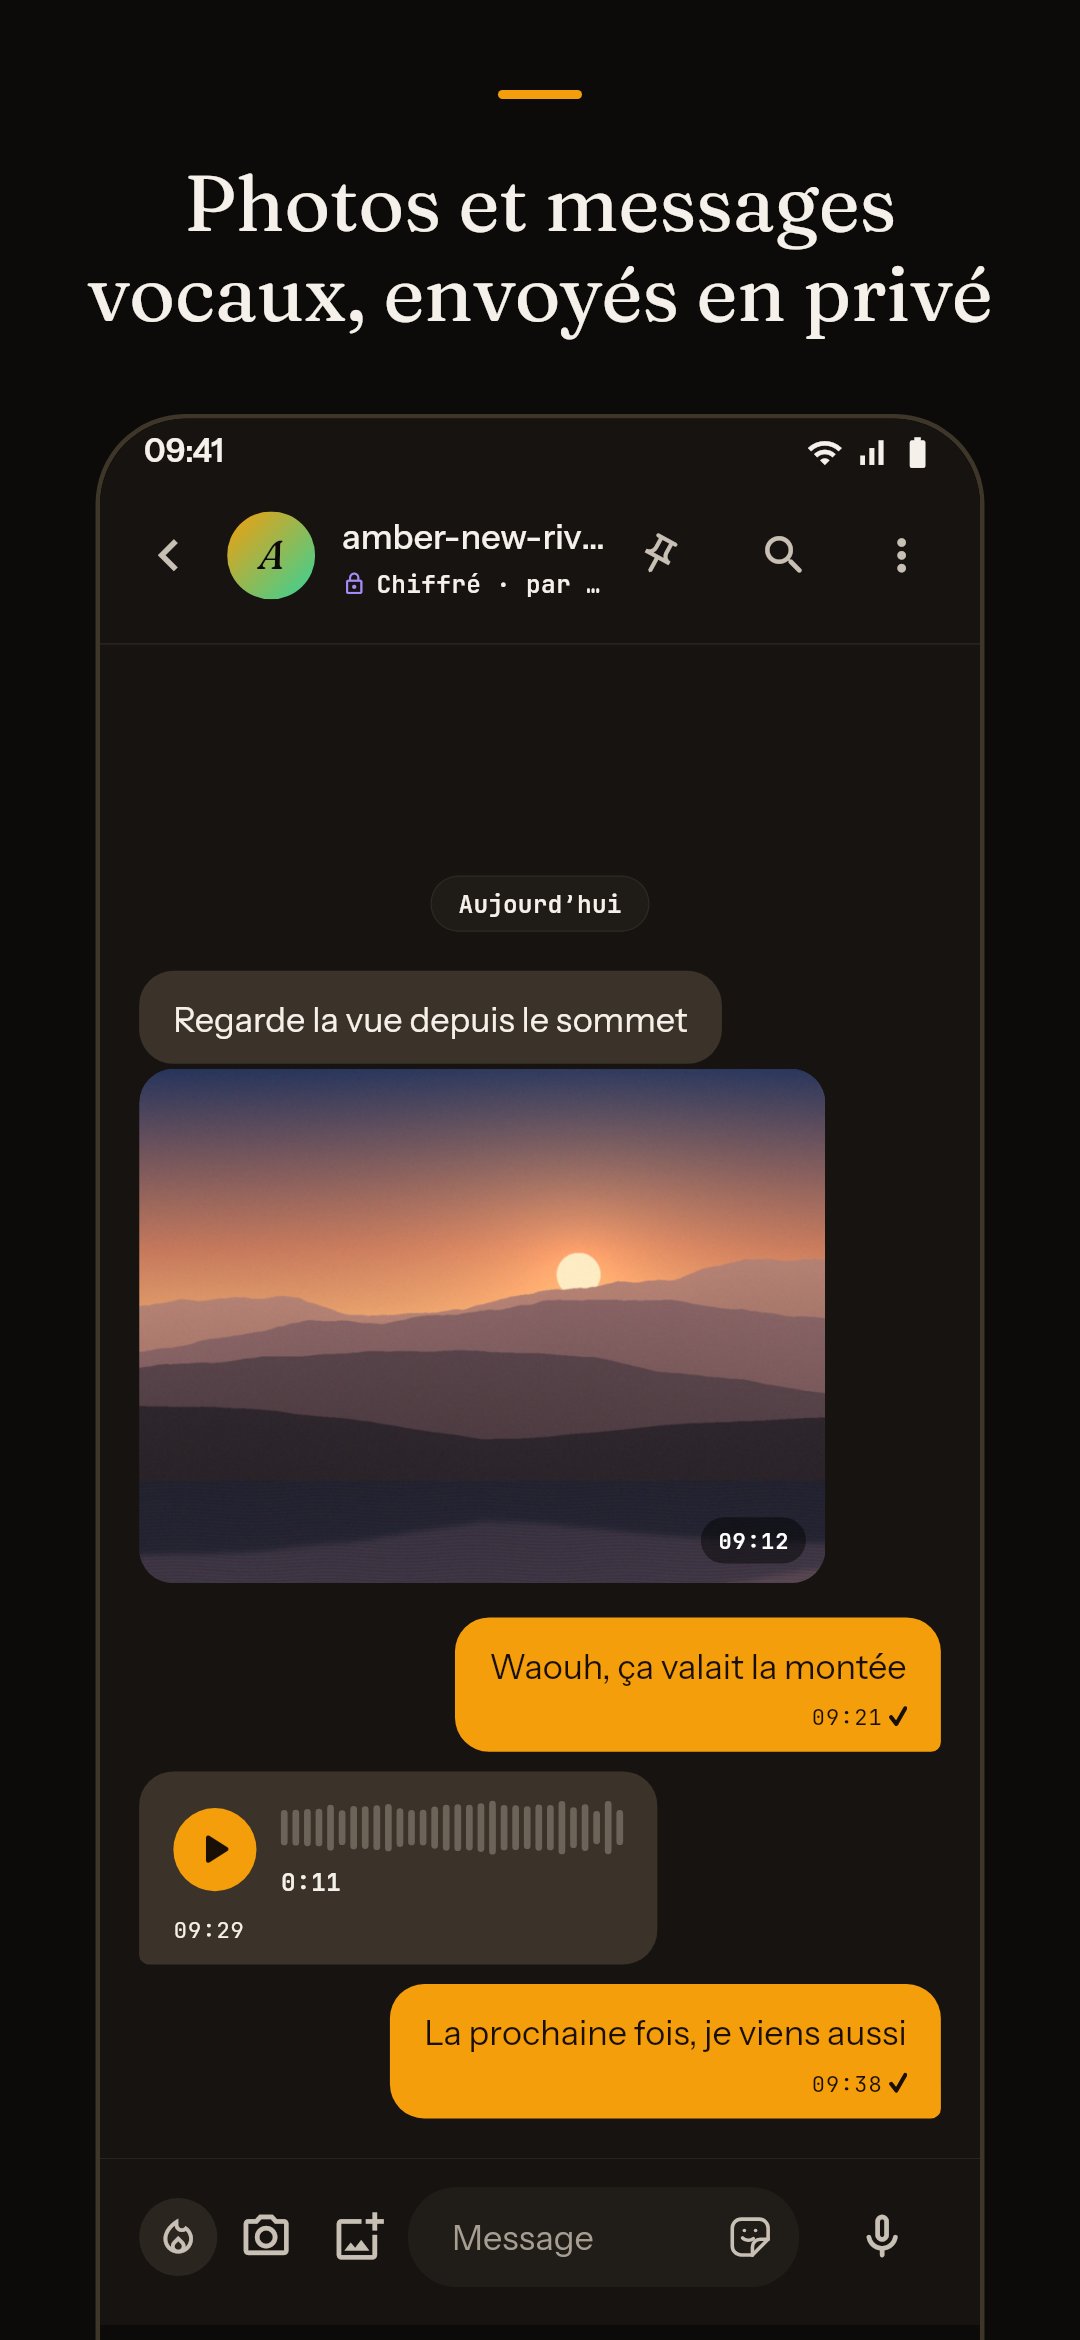 Photos et messages
vocaux, envoyés en privé
09:41
A
amber-new-riv…
Chiffré · par …
Aujourd’hui
Regarde la vue depuis le sommet
09:12
Waouh, ça valait la montée
09:21
0:11
09:29
La prochaine fois, je viens aussi
09:38
Message